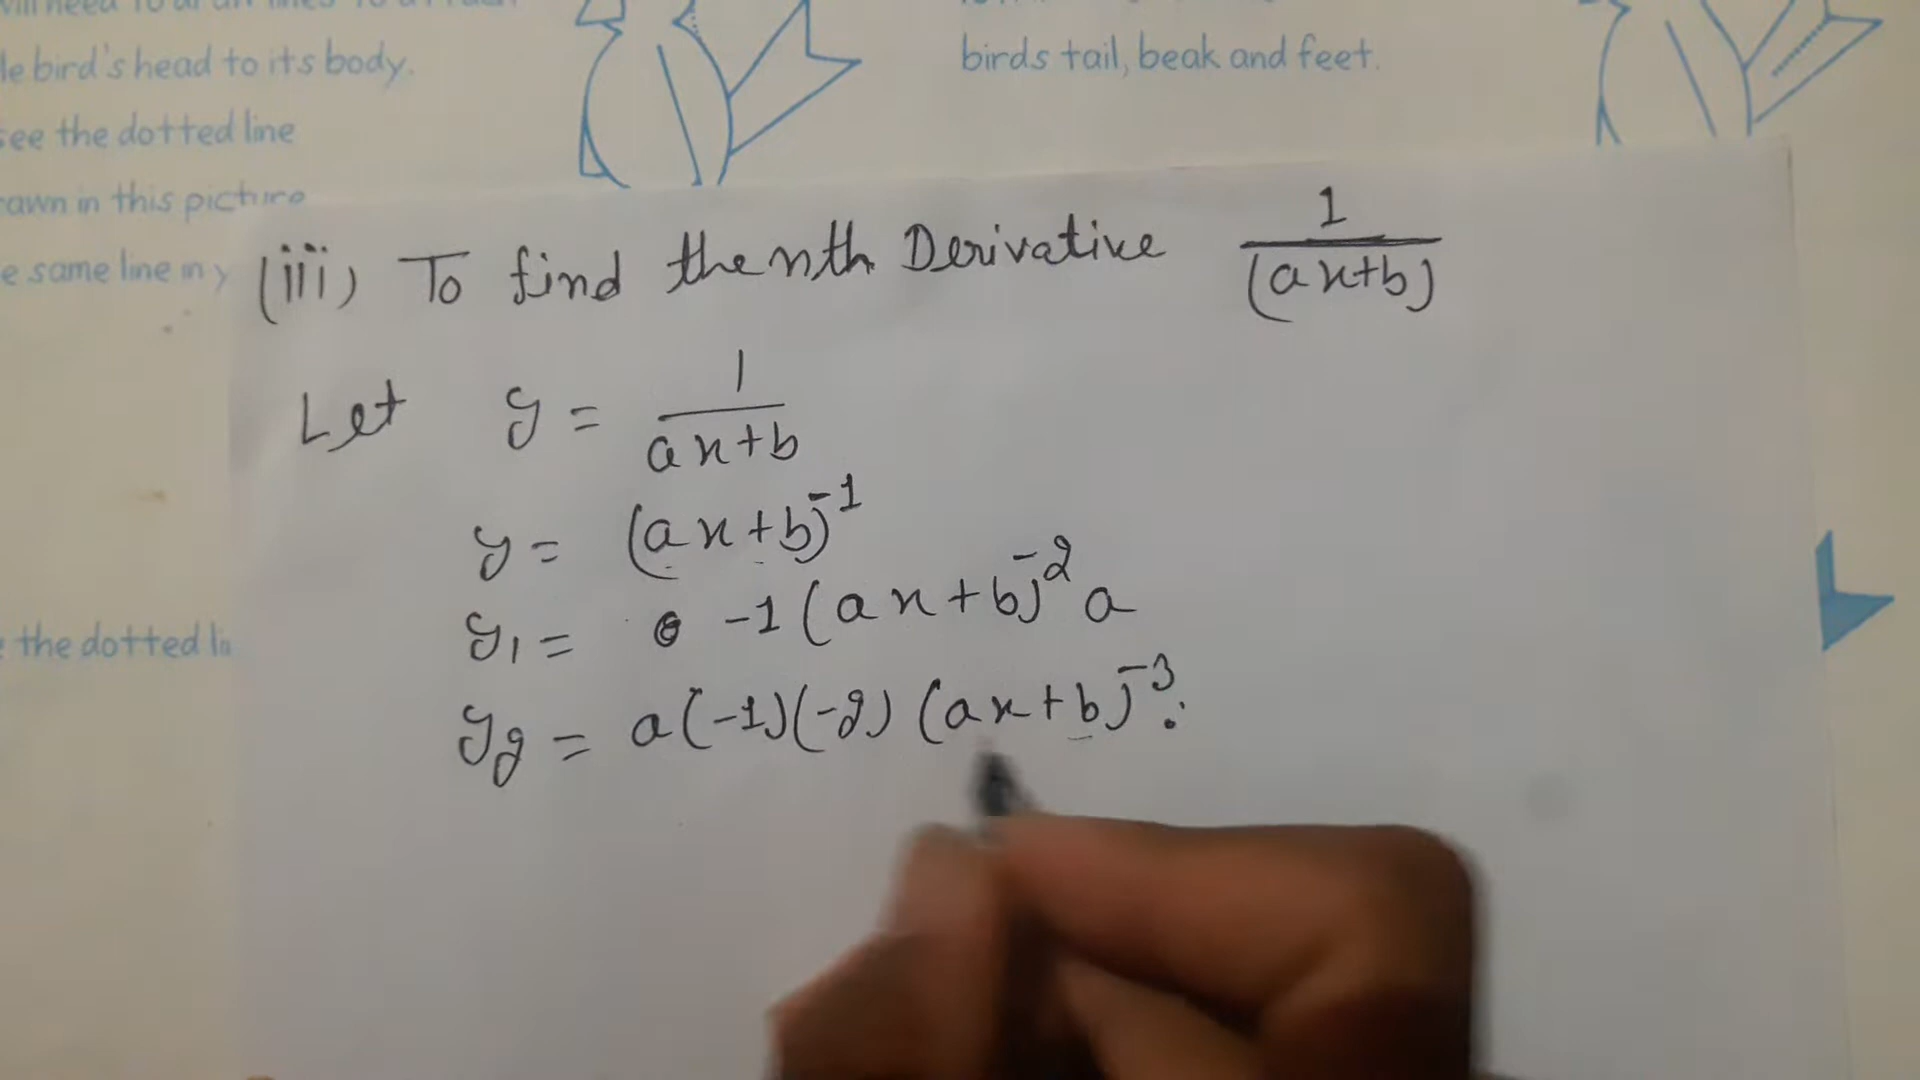 le bird's head to its body.
see the dotted line
rawn in this picture
e same line in y
birds tail, beak and feet.
(iii) To find the nth Derivative 1/(ax+b)
Let y = 1/ax+b
y = (ax+b)⁻¹
y₁ = -1(ax+b)⁻² a
the dotted li
y₂ = a(-1)(-2)(ax+b)⁻³.